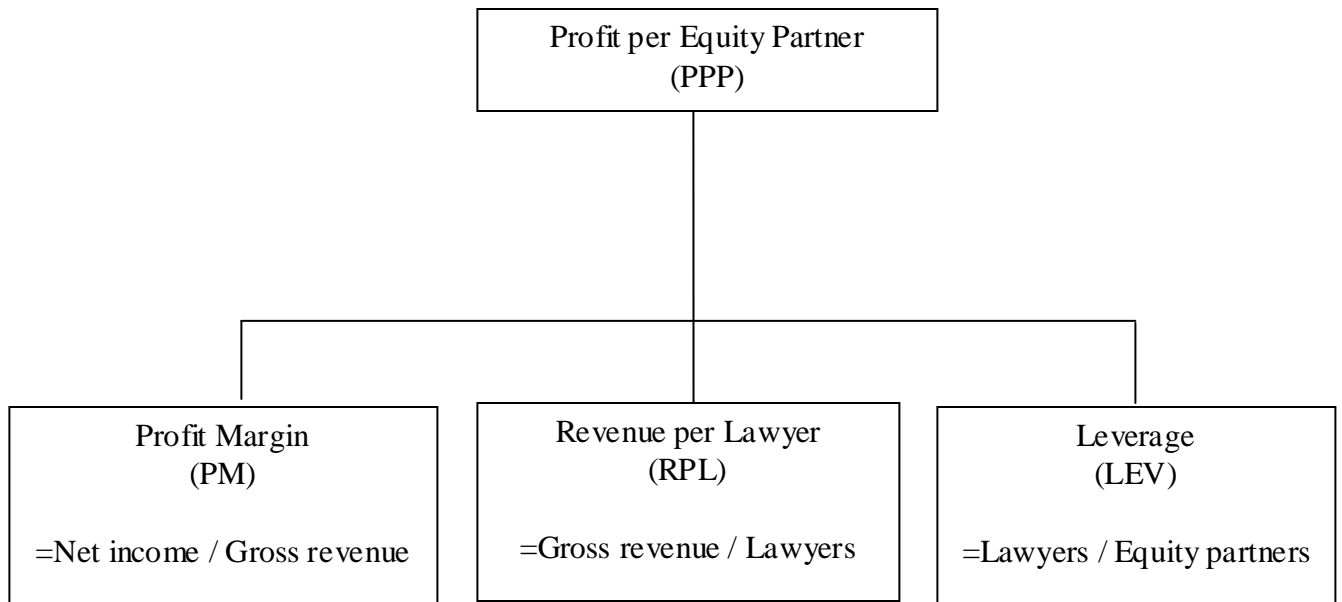 Profit per Equity Partner
(PPP)
Profit Margin
(PM)
=Net income / Gross revenue
Revenue per Lawyer
(RPL)
=Gross revenue / Lawyers
Leverage
(LEV)
=Lawyers / Equity partners